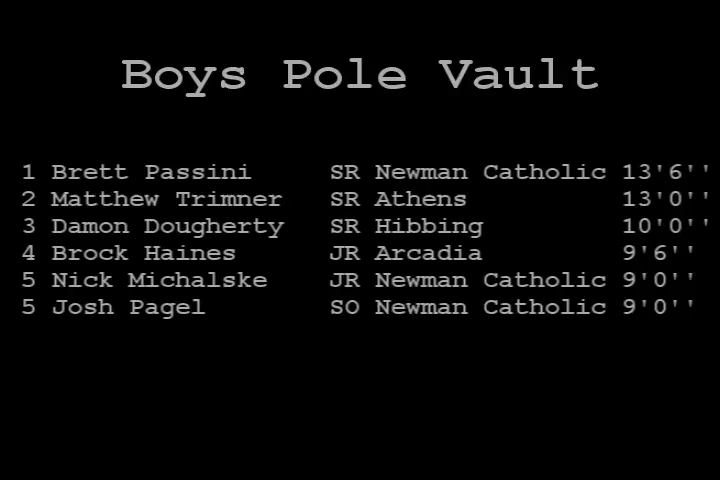 Boys Pole Vault
1 Brett Passini SR Newman Catholic 13'6''
2 Matthew Trimner SR Athens 13'0''
3 Damon Dougherty SR Hibbing 10'0''
4 Brock Haines JR Arcadia 9'6''
5 Nick Michalske JR Newman Catholic 9'0''
5 Josh Pagel SO Newman Catholic 9'0''